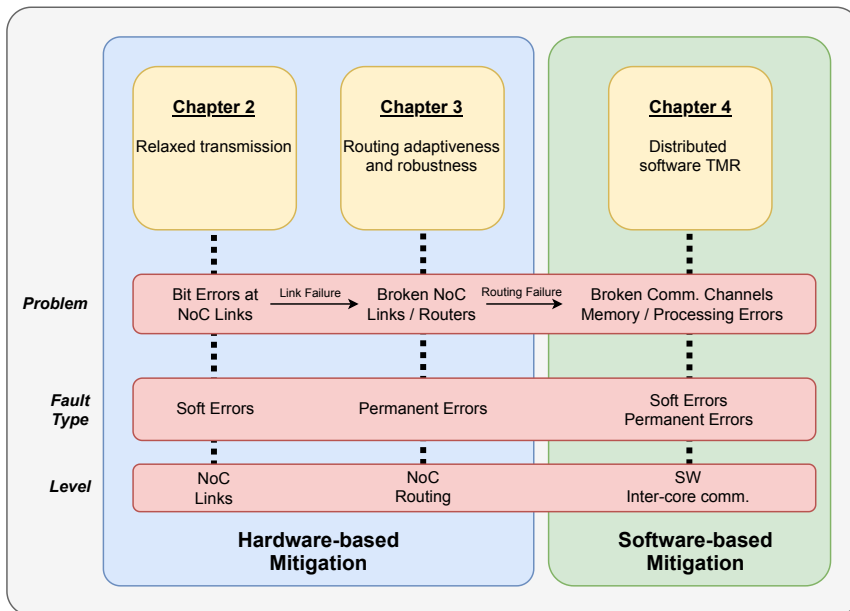 Chapter 2
Relaxed transmission
Chapter 3
Routing adaptiveness
and robustness
Chapter 4
Distributed
software TMR
Problem
Bit Errors at
NoC Links
Link Failure
Broken NoC
Links / Routers
Routing Failure
Broken Comm. Channels
Memory / Processing Errors
Fault
Type
Soft Errors
Permanent Errors
Soft Errors
Permanent Errors
Level
NoC
Links
NoC
Routing
SW
Inter-core comm.
Hardware-based
Mitigation
Software-based
Mitigation